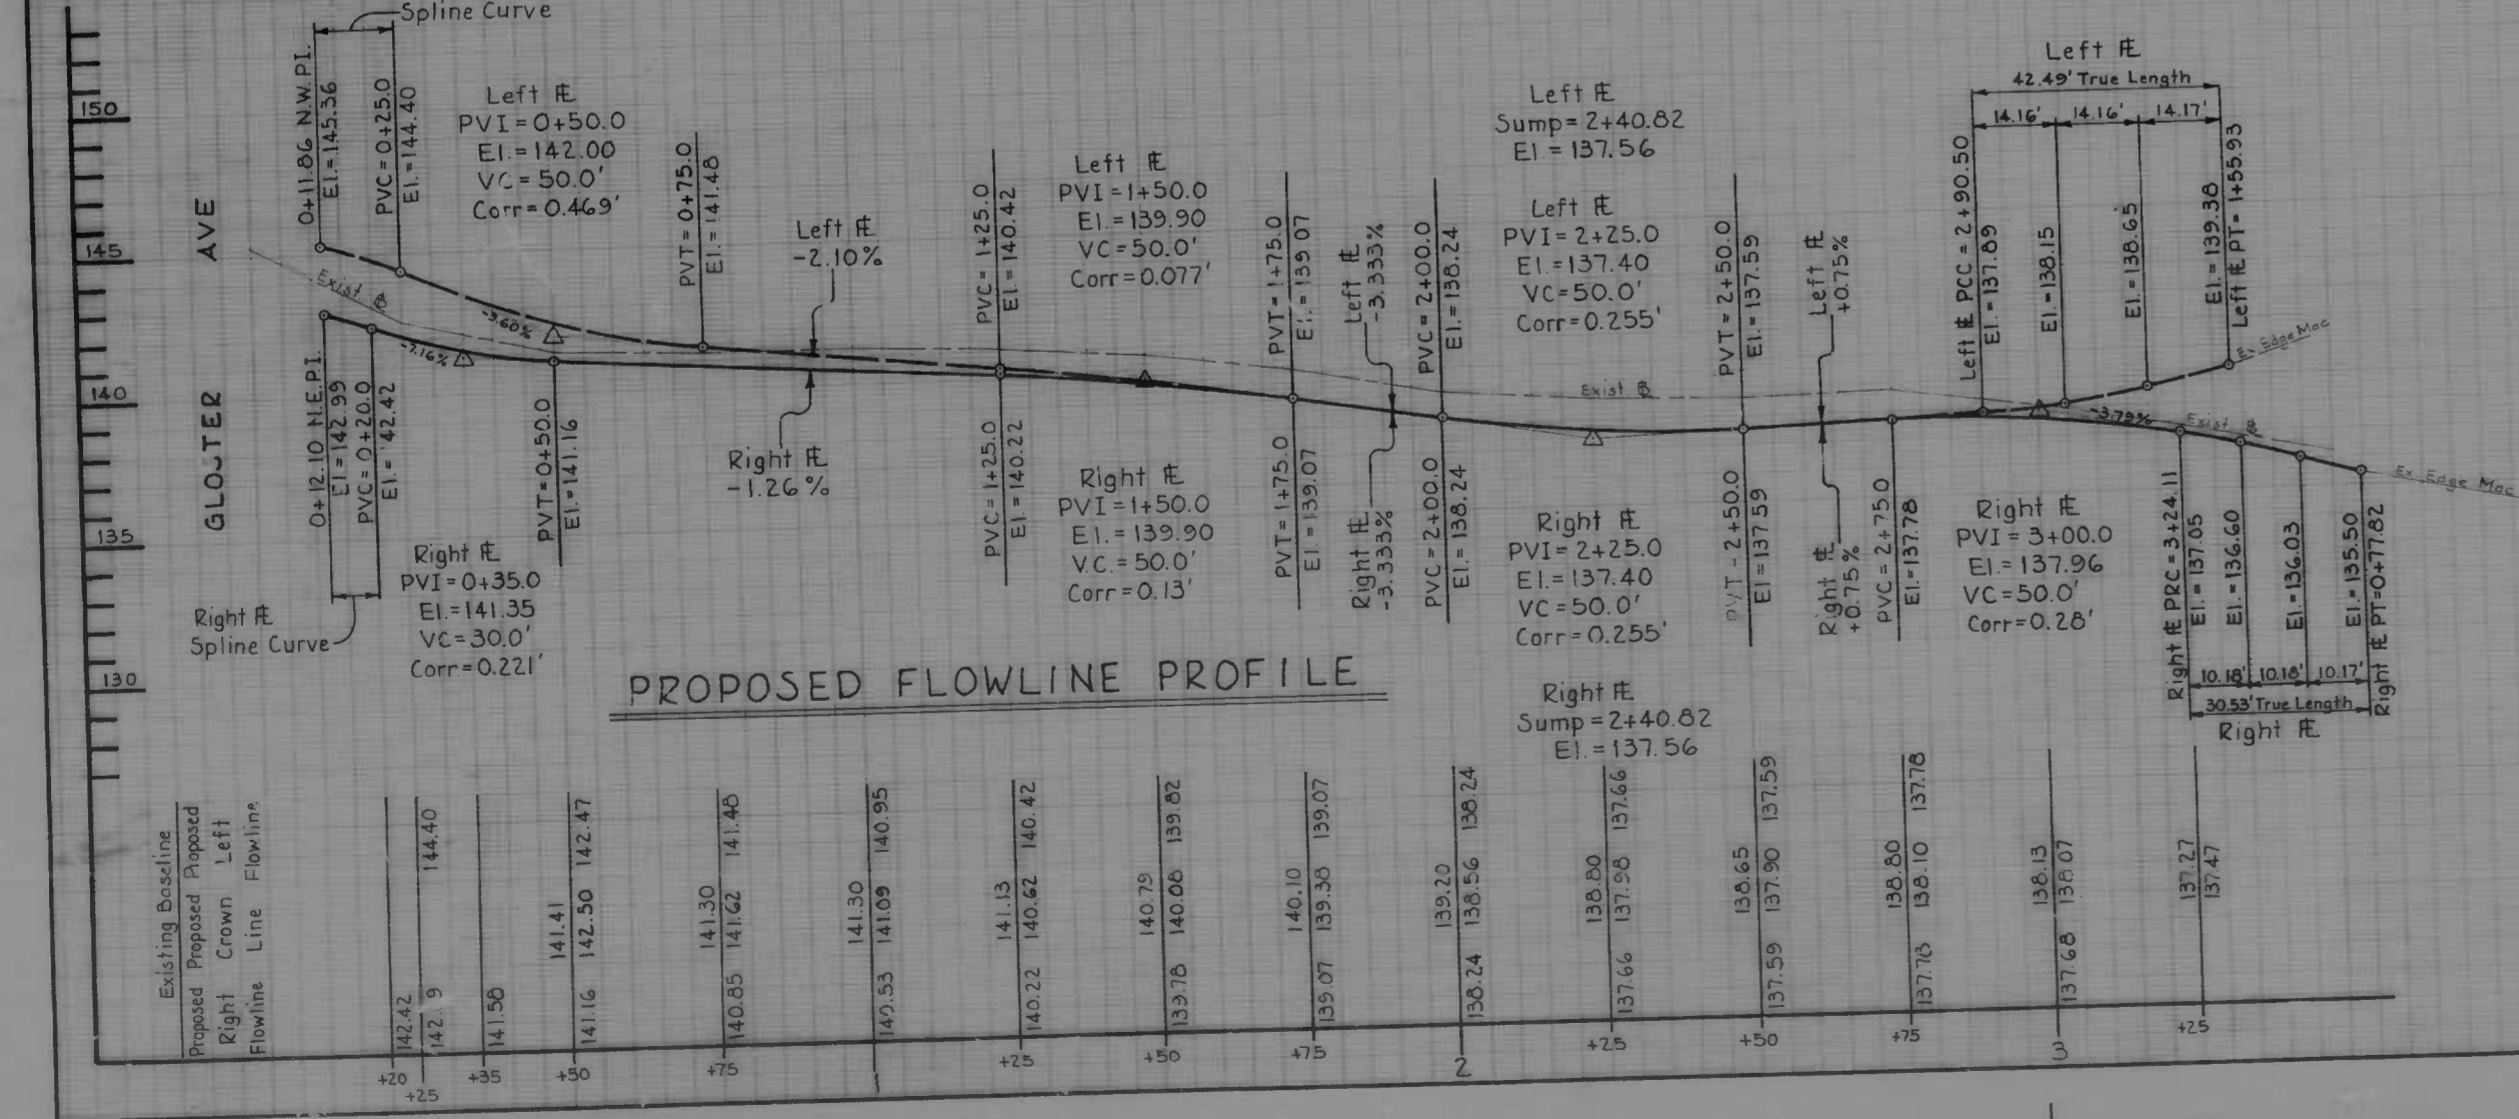 Spline Curve
0+11.86 N.W.P.I.
El.=145.36
PVC=0+25.0
El.=144.40
Left ⅊
PVI=0+50.0
El.=142.00
VC=50.0'
Corr=0.469'
PVT=0+75.0
El.=141.48
Left ⅊
-2.10%
PVC=1+25.0
El.=140.42
Left ⅊
PVI=1+50.0
El.=139.90
VC=50.0'
Corr=0.077'
PVT=1+75.0
El.=139.07
Left ⅊
-3.333%
PVC=2+00.0
El.=138.24
Left ⅊
Sump=2+40.82
El.=137.56
Left ⅊
PVI=2+25.0
El.=137.40
VC=50.0'
Corr=0.255'
PVT=2+50.0
El.=137.59
Left ⅊
+0.75%
Left ⅊
42.49' True Length
14.16' 14.16' 14.17'
Left ⅊ PCC=2+90.50
El.=137.89
El.=138.15
El.=138.65
El.=139.38
Left ⅊ PT=1+55.93
Ex Edge Mac
150
145
140
135
130
GLOSTER AVE
Exist. ⅊
-9.60%
-7.16%
Exist. ⅊
-3.79%
Exist. ⅊
Ex. Edge Mac
0+12.10 N.E.P.I.
El=142.99
PVC=0+20.0
El.=142.42
PVT=0+50.0
El.=141.16
Right ⅊
Spline Curve
Right ⅊
PVI=0+35.0
El.=141.35
VC=30.0'
Corr=0.221'
Right ⅊
-1.26%
PVC=1+25.0
El.=140.22
Right ⅊
PVI=1+50.0
El.=139.90
V.C.=50.0'
Corr=0.13'
PVT=1+75.0
El.=139.07
Right ⅊
-3.333%
PVC=2+00.0
El.=138.24
Right ⅊
PVI=2+25.0
El.=137.40
VC=50.0'
Corr=0.255'
Right ⅊
Sump=2+40.82
El.=137.56
PVT-2+50.0
El=137.59
Right ⅊
+0.75%
PVC=2+75.0
El.=137.78
Right ⅊
PVI=3+00.0
El.=137.96
VC=50.0'
Corr=0.28'
Right ⅊ PRC=3+24.11
El.=137.05
El.=136.60
El.=136.03
El.=135.50
Right ⅊ PT=0+77.82
10.18' 10.18' 10.17'
30.53' True Length
Right ⅊
PROPOSED FLOWLINE PROFILE
Existing Baseline
Proposed Proposed Proposed
Right Crown Left
Flowline Line Flowline
142.42
142. 9 144.40
141.58
141.41
141.16 142.50 142.47
141.30
140.85 141.62 141.48
141.30
140.53 141.09 140.95
141.13
140.22 140.62 140.42
140.79
139.78 140.08 139.82
140.10
139.07 139.38 139.07
139.20
138.24 138.56 138.24
138.80
137.66 137.98 137.66
138.65
137.59 137.90 137.59
138.80
137.78 138.10 137.78
138.13
137.68 138.07
137.27
137.47
+20 +25 +35 +50 +75 1 +25 +50 +75 2 +25 +50 +75 3 +25